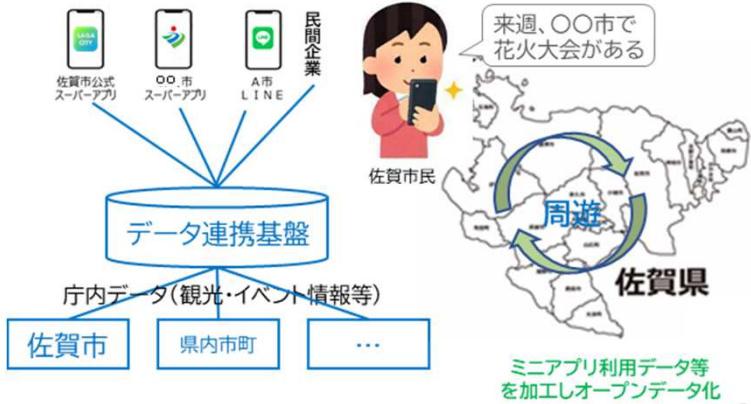 SAGA
CITY
LINE
佐賀市公式
スーパーアプリ
○○ 市
スーパーアプリ
A市
LINE
民間企業
来週、〇〇市で
花火大会がある
佐賀市民
データ連携基盤
庁内データ(観光・イベント情報等)
佐賀市
県内市町
…
周遊
佐賀県
ミニアプリ利用データ等
を加工しオープンデータ化